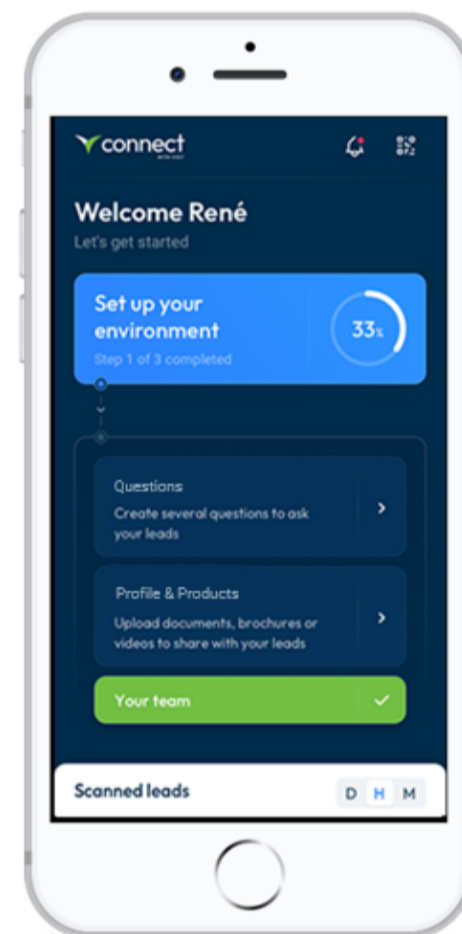 connect
Welcome René
Let's get started
Set up your
environment
33%
Step 1 of 3 completed
Questions
Create several questions to ask
your leads
Profile & Products
Upload documents, brochures or
videos to share with your leads
Your team
Scanned leads
D H M